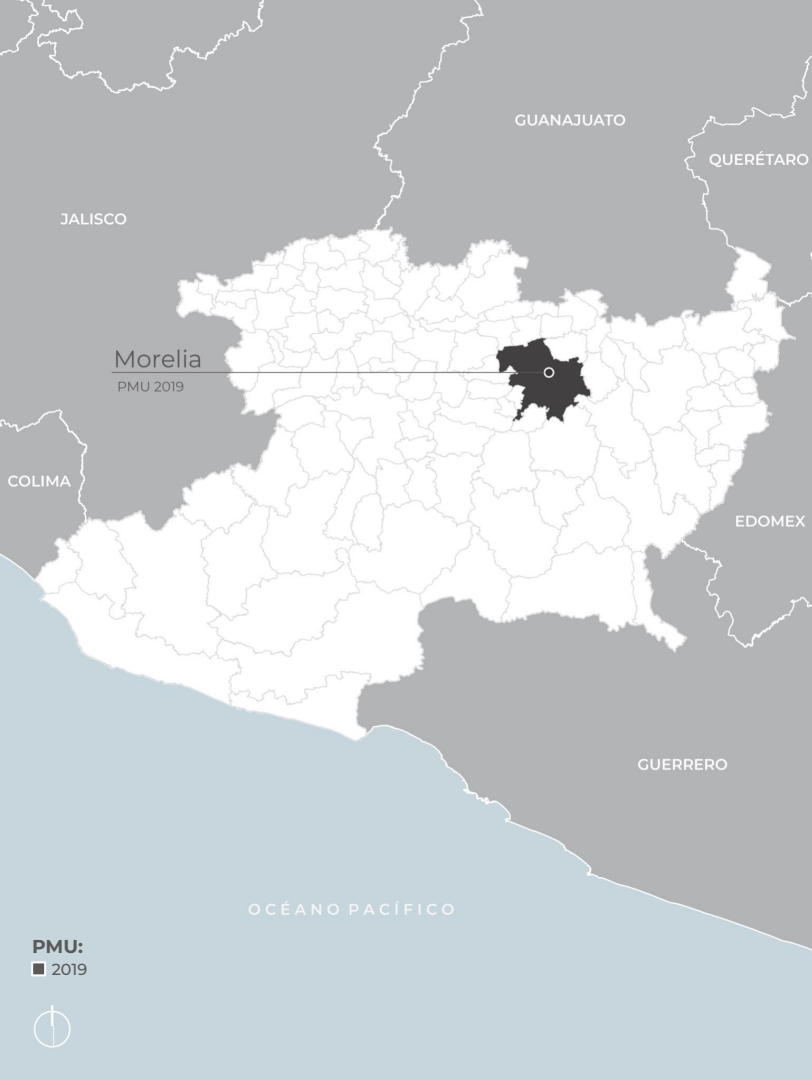 GUANAJUATO
QUERÉTARO
JALISCO
Morelia
PMU 2019
COLIMA
EDOMEX
GUERRERO
OCÉANO PACÍFICO
PMU:
2019